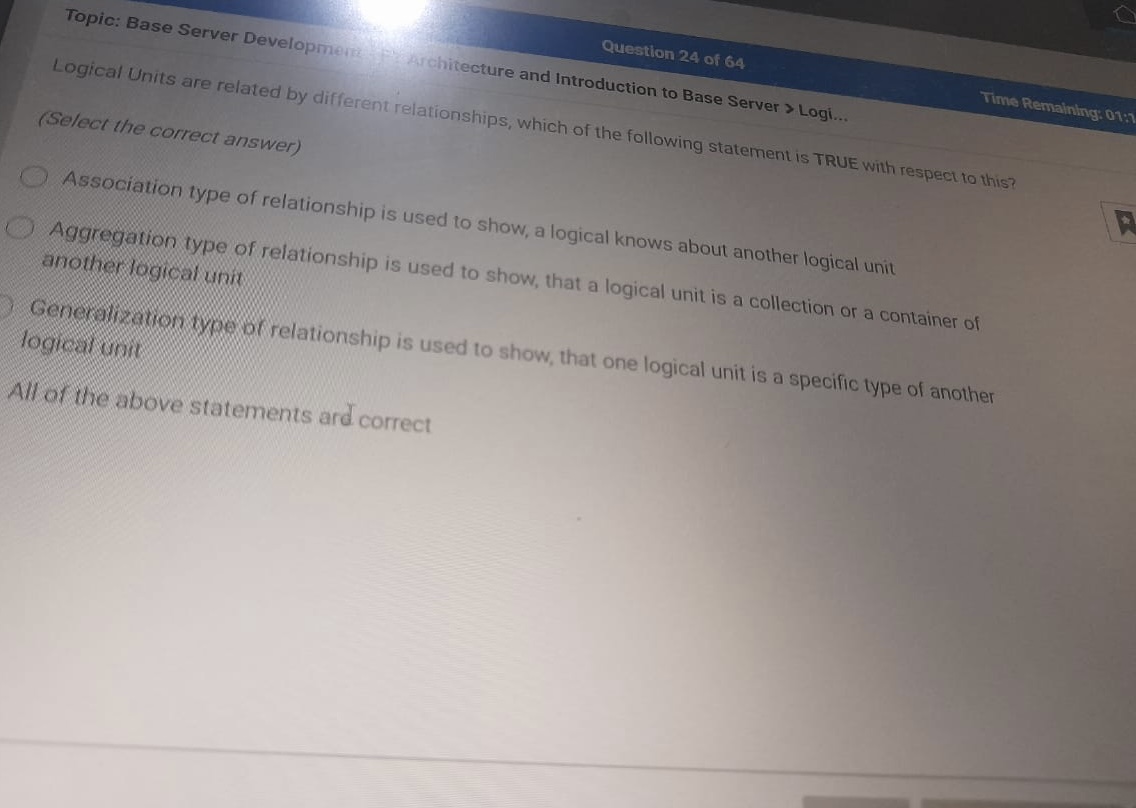 Question 24 of 64
Time Remaining: 01:1
Topic: Base Server Development Architecture and Introduction to Base Server > Logi...
Logical Units are related by different relationships, which of the following statement is TRUE with respect to this?
(Select the correct answer)
Association type of relationship is used to show, a logical knows about another logical unit
Aggregation type of relationship is used to show, that a logical unit is a collection or a container of
another logical unit
Generalization type of relationship is used to show, that one logical unit is a specific type of another
logical unit
All of the above statements are correct